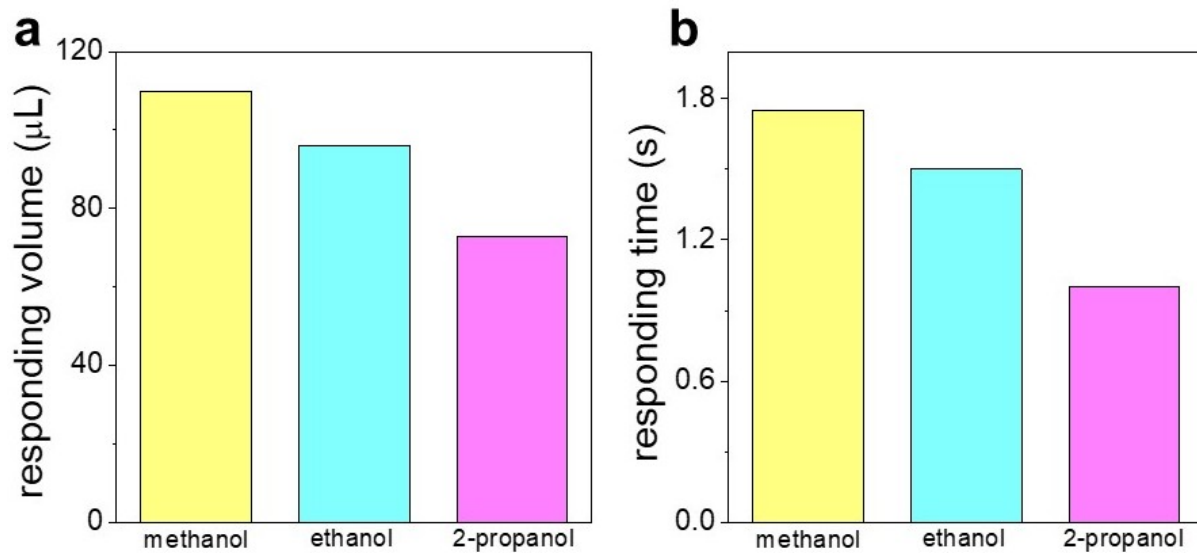 a
responding volume (μL)
120
80
40
0
methanol ethanol 2-propanol
b
responding time (s)
1.8
1.2
0.6
0.0
methanol ethanol 2-propanol